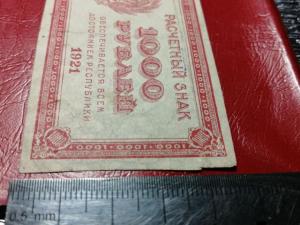 РАСЧЕТНЫЙ ЗНАК
1000
РУБЛЕЙ
ОБЕСПЕЧИВАЕТСЯ ВСЕМ
ДОСТОЯНИЕМ РЕСПУБЛИКИ
1921
0,5 mm